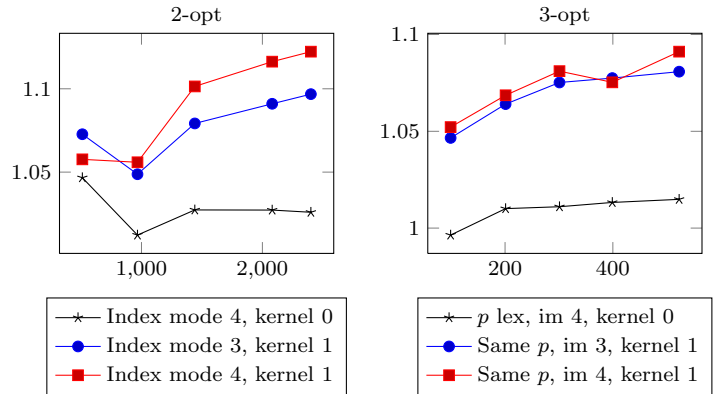 2-opt
1.1
1.05
1,000
2,000
Index mode 4, kernel 0
Index mode 3, kernel 1
Index mode 4, kernel 1
3-opt
1.1
1.05
1
200
400
p lex, im 4, kernel 0
Same p, im 3, kernel 1
Same p, im 4, kernel 1